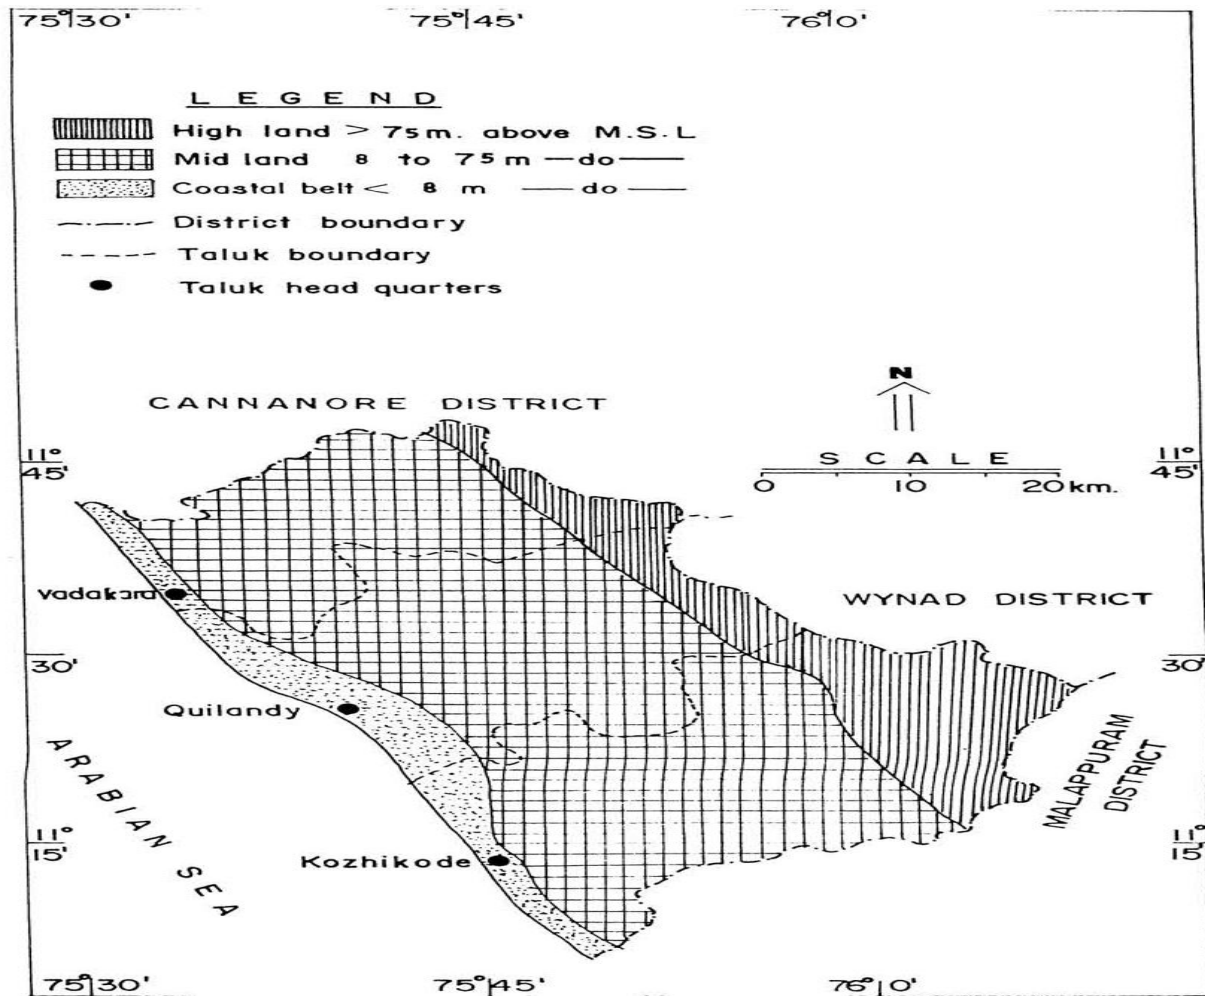 75°30' 75°45' 76°0'
LEGEND
High land > 75m. above M.S.L
Mid land 8 to 75m —do—
Coastal belt < 8 m —do—
District boundary
Taluk boundary
Taluk head quarters
N
CANNANORE DISTRICT
SCALE
0 10 20km.
11° 45' 11° 45'
Vadakara
WYNAD DISTRICT
30' 30'
Quilandy
ARABIAN SEA
MALAPPURAM DISTRICT
11° 15' 11° 15'
Kozhikode
75°30' 75°45' 76°0'